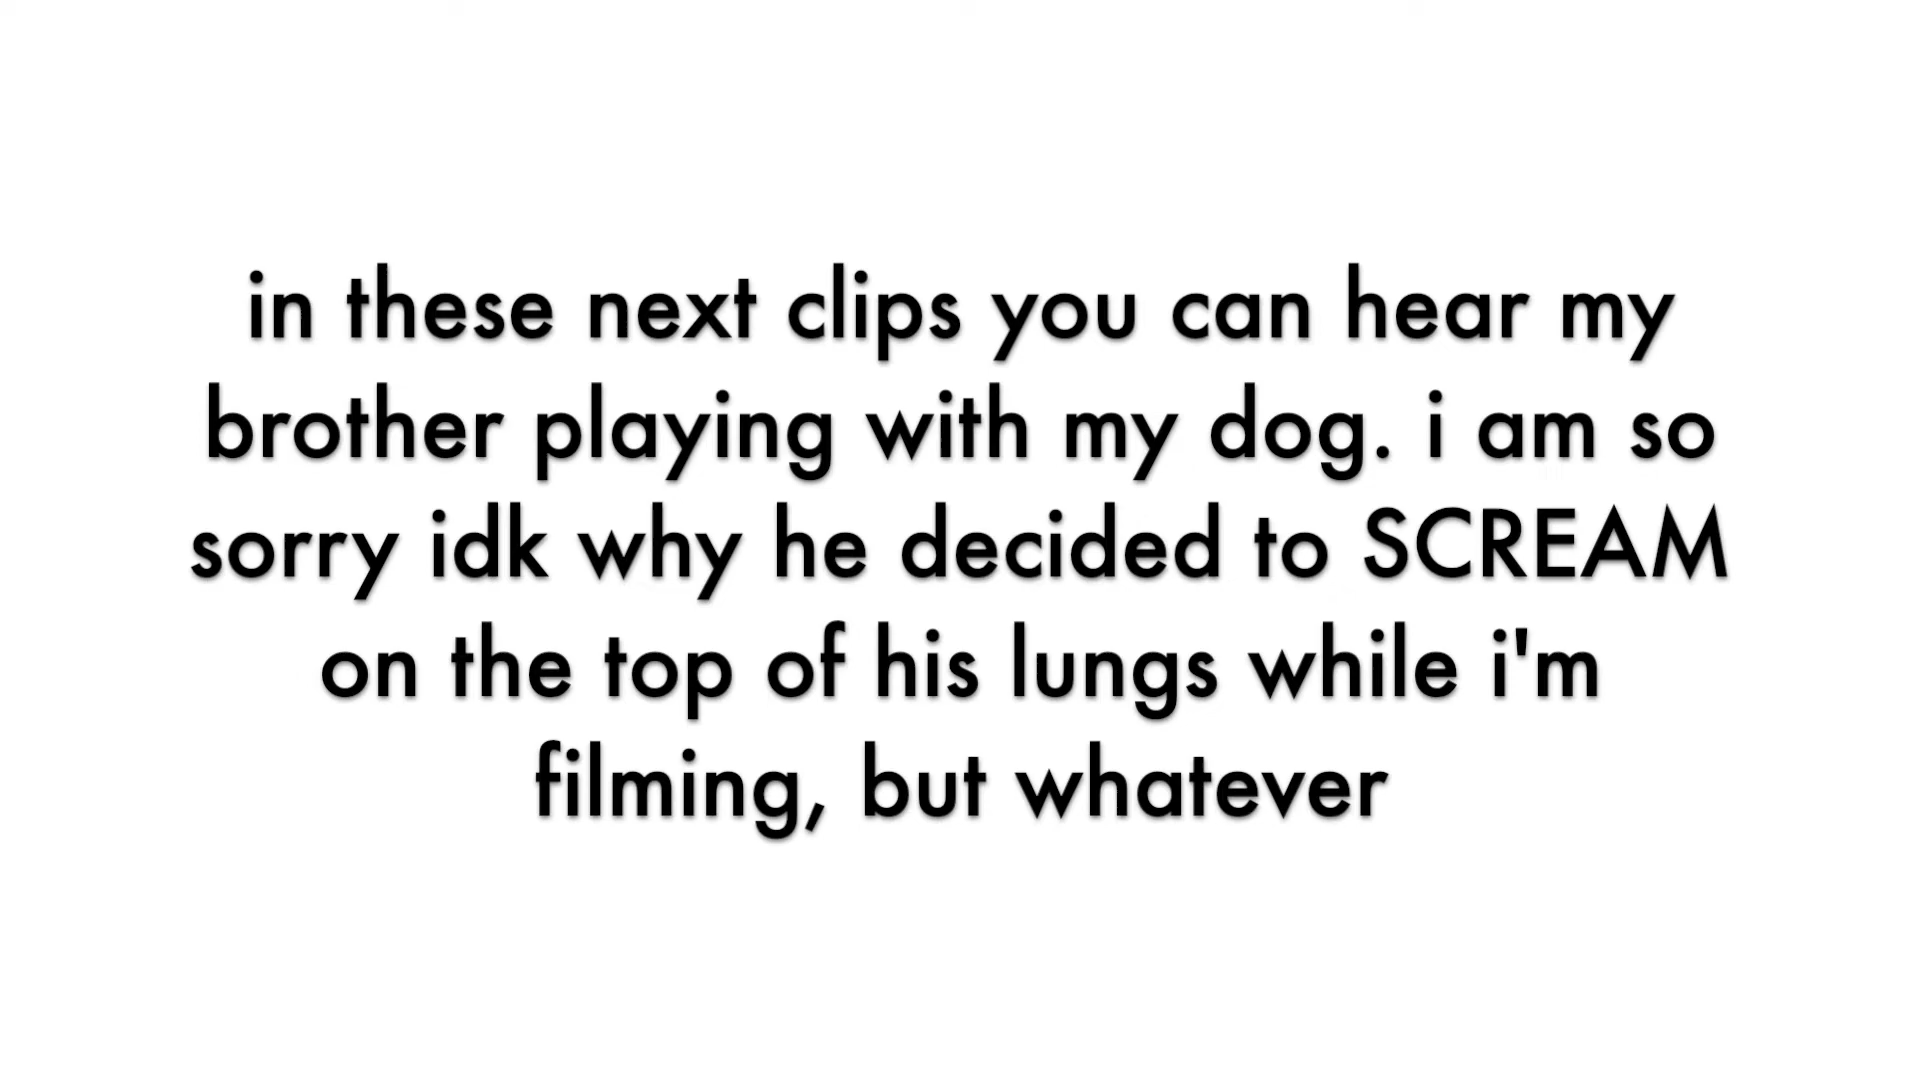 in these next clips you can hear my
brother playing with my dog. i am so
sorry idk why he decided to SCREAM
on the top of his lungs while i'm
filming, but whatever